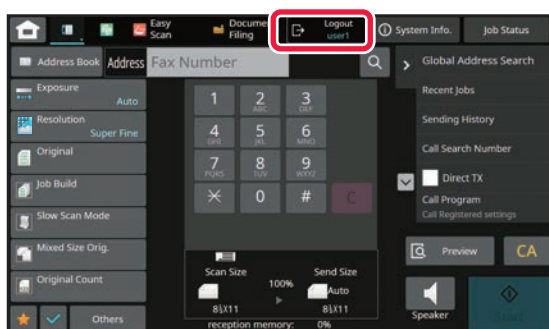 Easy
Scan
Documen
Filing
Logout
user1
System Info.
Job Status
Address Book
Address
Fax Number
Global Address Search
Exposure
Auto
Resolution
Super Fine
Original
Job Build
Slow Scan Mode
Mixed Size Orig.
Original Count
Others
1
2
ABC
3
DEF
4
GHI
5
JKL
6
MNO
7
PQRS
8
TUV
9
WXYZ
0
#
C
Recent Jobs
Sending History
Call Search Number
Direct TX
Call Program
Call Registered settings
Preview
CA
Scan Size
100%
Send Size
Auto
8½X11
8½X11
reception memory: 0%
Speaker
Start